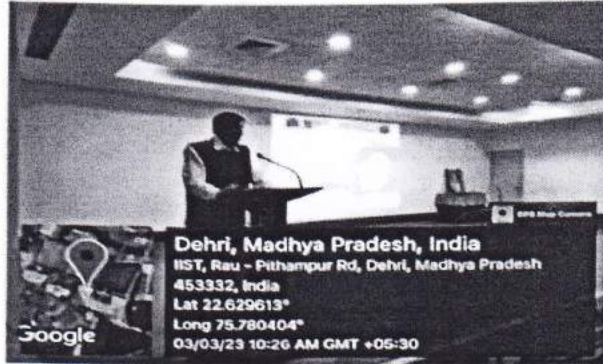 GPS Map Camera
Dehri, Madhya Pradesh, India
IIST, Rau - Pithampur Rd, Dehri, Madhya Pradesh
453332, India
Lat 22.629613°
Long 75.780404°
03/03/23 10:26 AM GMT +05:30
Google